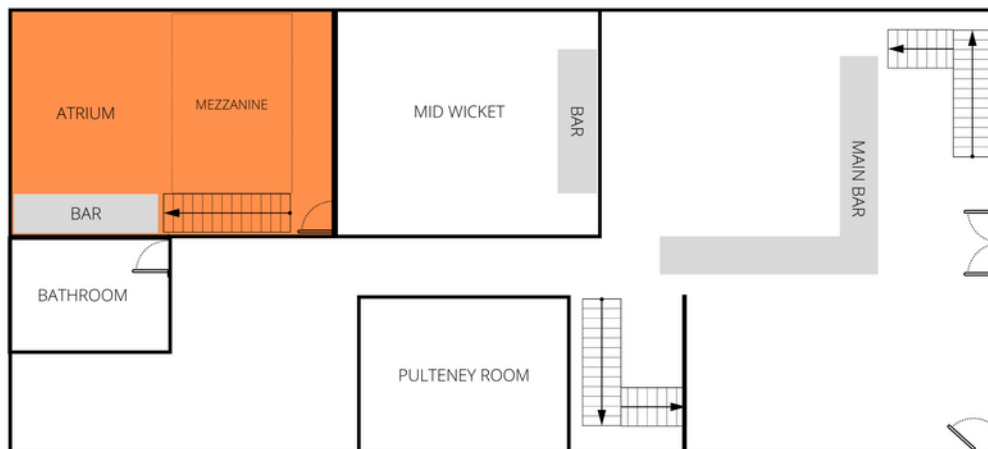 ATRIUM
MEZZANINE
MID WICKET
BAR
MAIN BAR
BAR
BATHROOM
PULTENEY ROOM